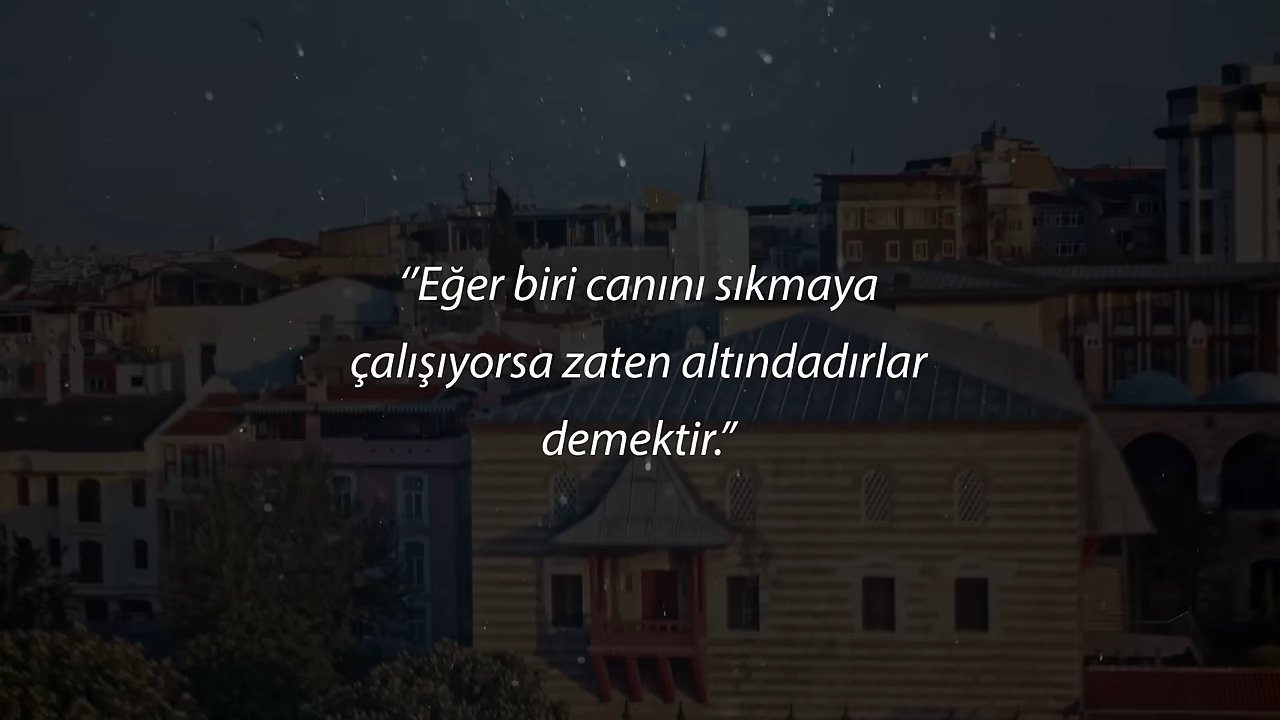 “Eğer biri canını sıkmaya
çalışıyorsa zaten altındadırlar
demektir.”